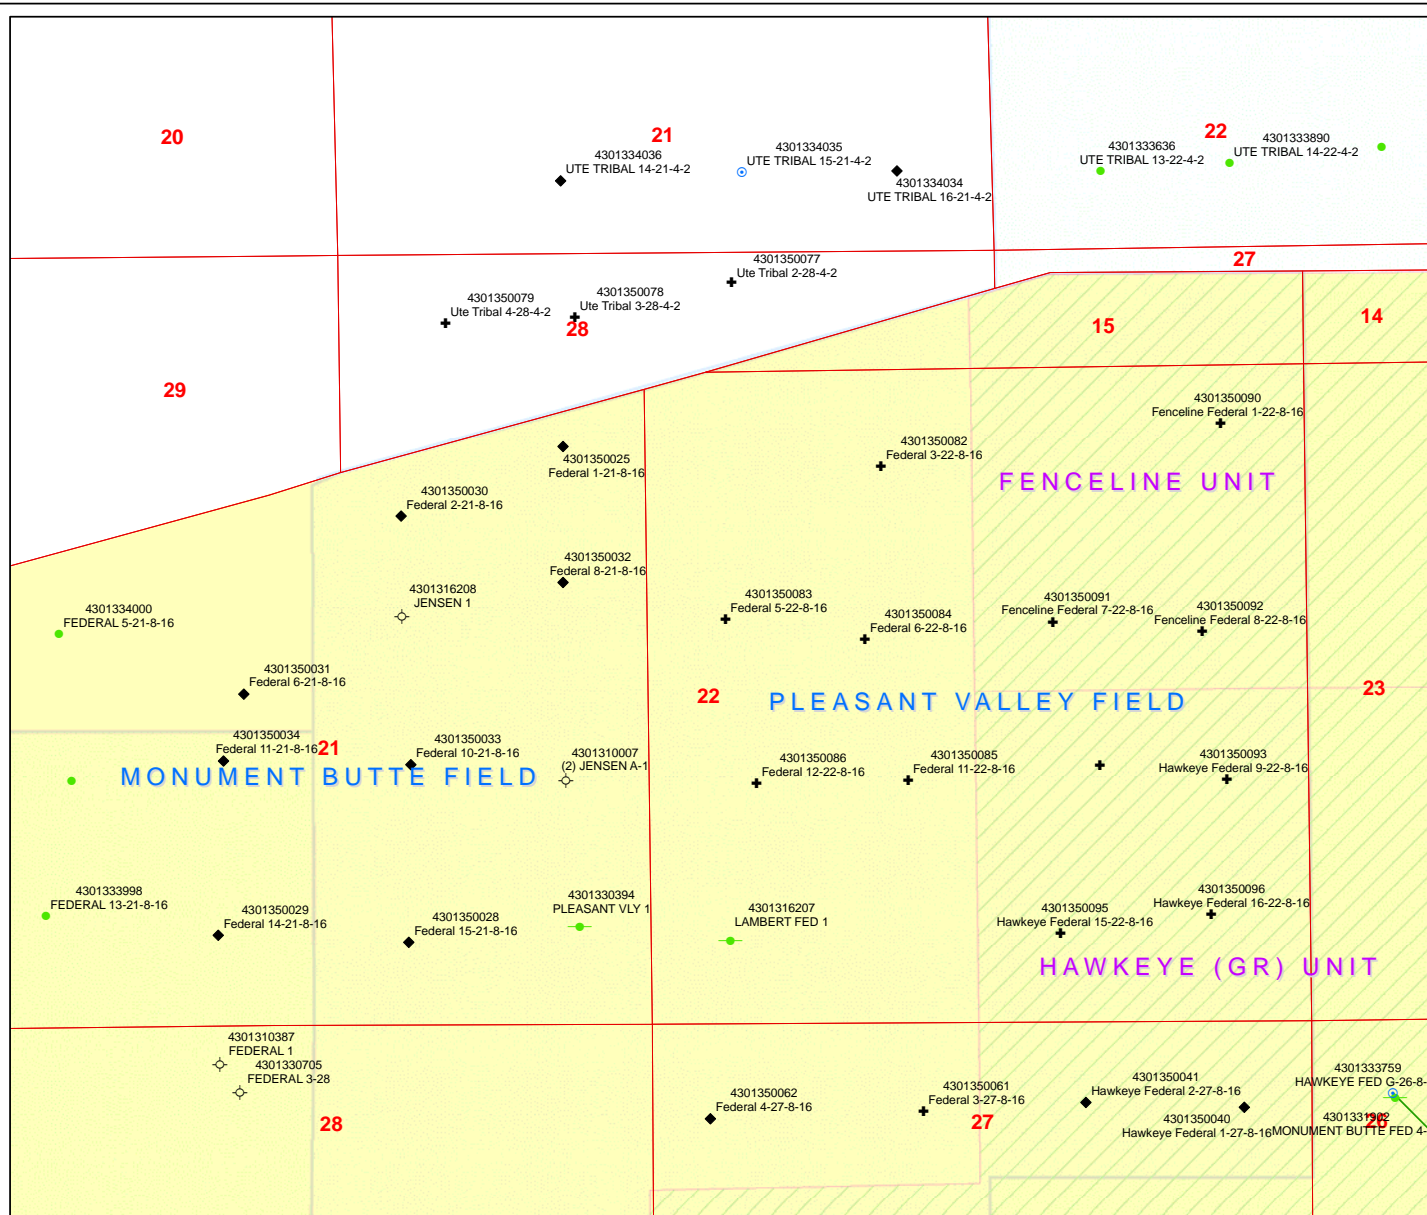 20
21
22
4301334036
UTE TRIBAL 14-21-4-2
4301334035
UTE TRIBAL 15-21-4-2
4301334034
UTE TRIBAL 16-21-4-2
4301333636
UTE TRIBAL 13-22-4-2
4301333890
UTE TRIBAL 14-22-4-2
27
4301350077
Ute Tribal 2-28-4-2
4301350079
Ute Tribal 4-28-4-2
4301350078
Ute Tribal 3-28-4-2
28
29
15
14
4301350090
Fenceline Federal 1-22-8-16
4301350082
Federal 3-22-8-16
4301350025
Federal 1-21-8-16
FENCELINE UNIT
4301350030
Federal 2-21-8-16
4301350032
Federal 8-21-8-16
4301316208
JENSEN 1
4301334000
FEDERAL 5-21-8-16
4301350083
Federal 5-22-8-16
4301350084
Federal 6-22-8-16
4301350091
Fenceline Federal 7-22-8-16
4301350092
Fenceline Federal 8-22-8-16
4301350031
Federal 6-21-8-16
22
PLEASANT VALLEY FIELD
23
4301350034
Federal 11-21-8-16
21
4301350033
Federal 10-21-8-16
4301310007
(2) JENSEN A-1
4301350086
Federal 12-22-8-16
4301350085
Federal 11-22-8-16
4301350093
Hawkeye Federal 9-22-8-16
MONUMENT BUTTE FIELD
4301333998
FEDERAL 13-21-8-16
4301350029
Federal 14-21-8-16
4301350028
Federal 15-21-8-16
4301330394
PLEASANT VLY 1
4301316207
LAMBERT FED 1
4301350095
Hawkeye Federal 15-22-8-16
4301350096
Hawkeye Federal 16-22-8-16
HAWKEYE (GR) UNIT
4301310387
FEDERAL 1
4301330705
FEDERAL 3-28
28
4301350062
Federal 4-27-8-16
4301350061
Federal 3-27-8-16
27
4301350041
Hawkeye Federal 2-27-8-16
4301350040
Hawkeye Federal 1-27-8-16
4301333759
HAWKEYE FED G-26-8-
26
MONUMENT BUTTE FED 4-